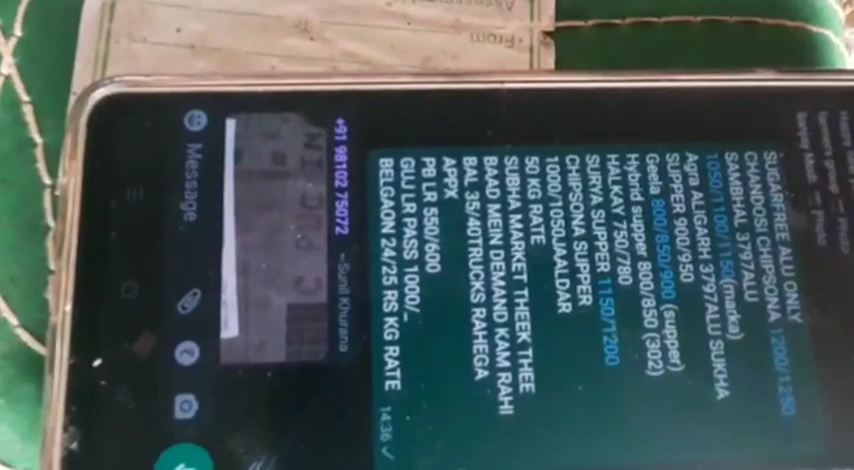 SUGARFREE ALU ONLY
CHANDOSI CHIPSONA 1200/1250
SAMBHAL 3797ALU
1050/1100/1150(marka)
Agra ALIGARH 3797ALU SUKHA
SUPPER 900/950
Geela 800/850/900 (supper)
Hybrid supper 800/850 (302)
HALKAY 750/780
SURYA SUPPER 1150/1200
CHIPSONA SUPPER
1000/1050JAALDAR
50 KG RATE
SUBHA MARKET THEEK THEE
BAAD MEIN DEMAND KAM RAHI
BAL 35/40TRUCKS RAHEGA
APPX
PB LR 550/600
GUJ LR PASS 1000/_
BELGAON 24/25 RS KG RATE
14:36
+91 98102 75072 ~Sunil Khurana
Message
From
To